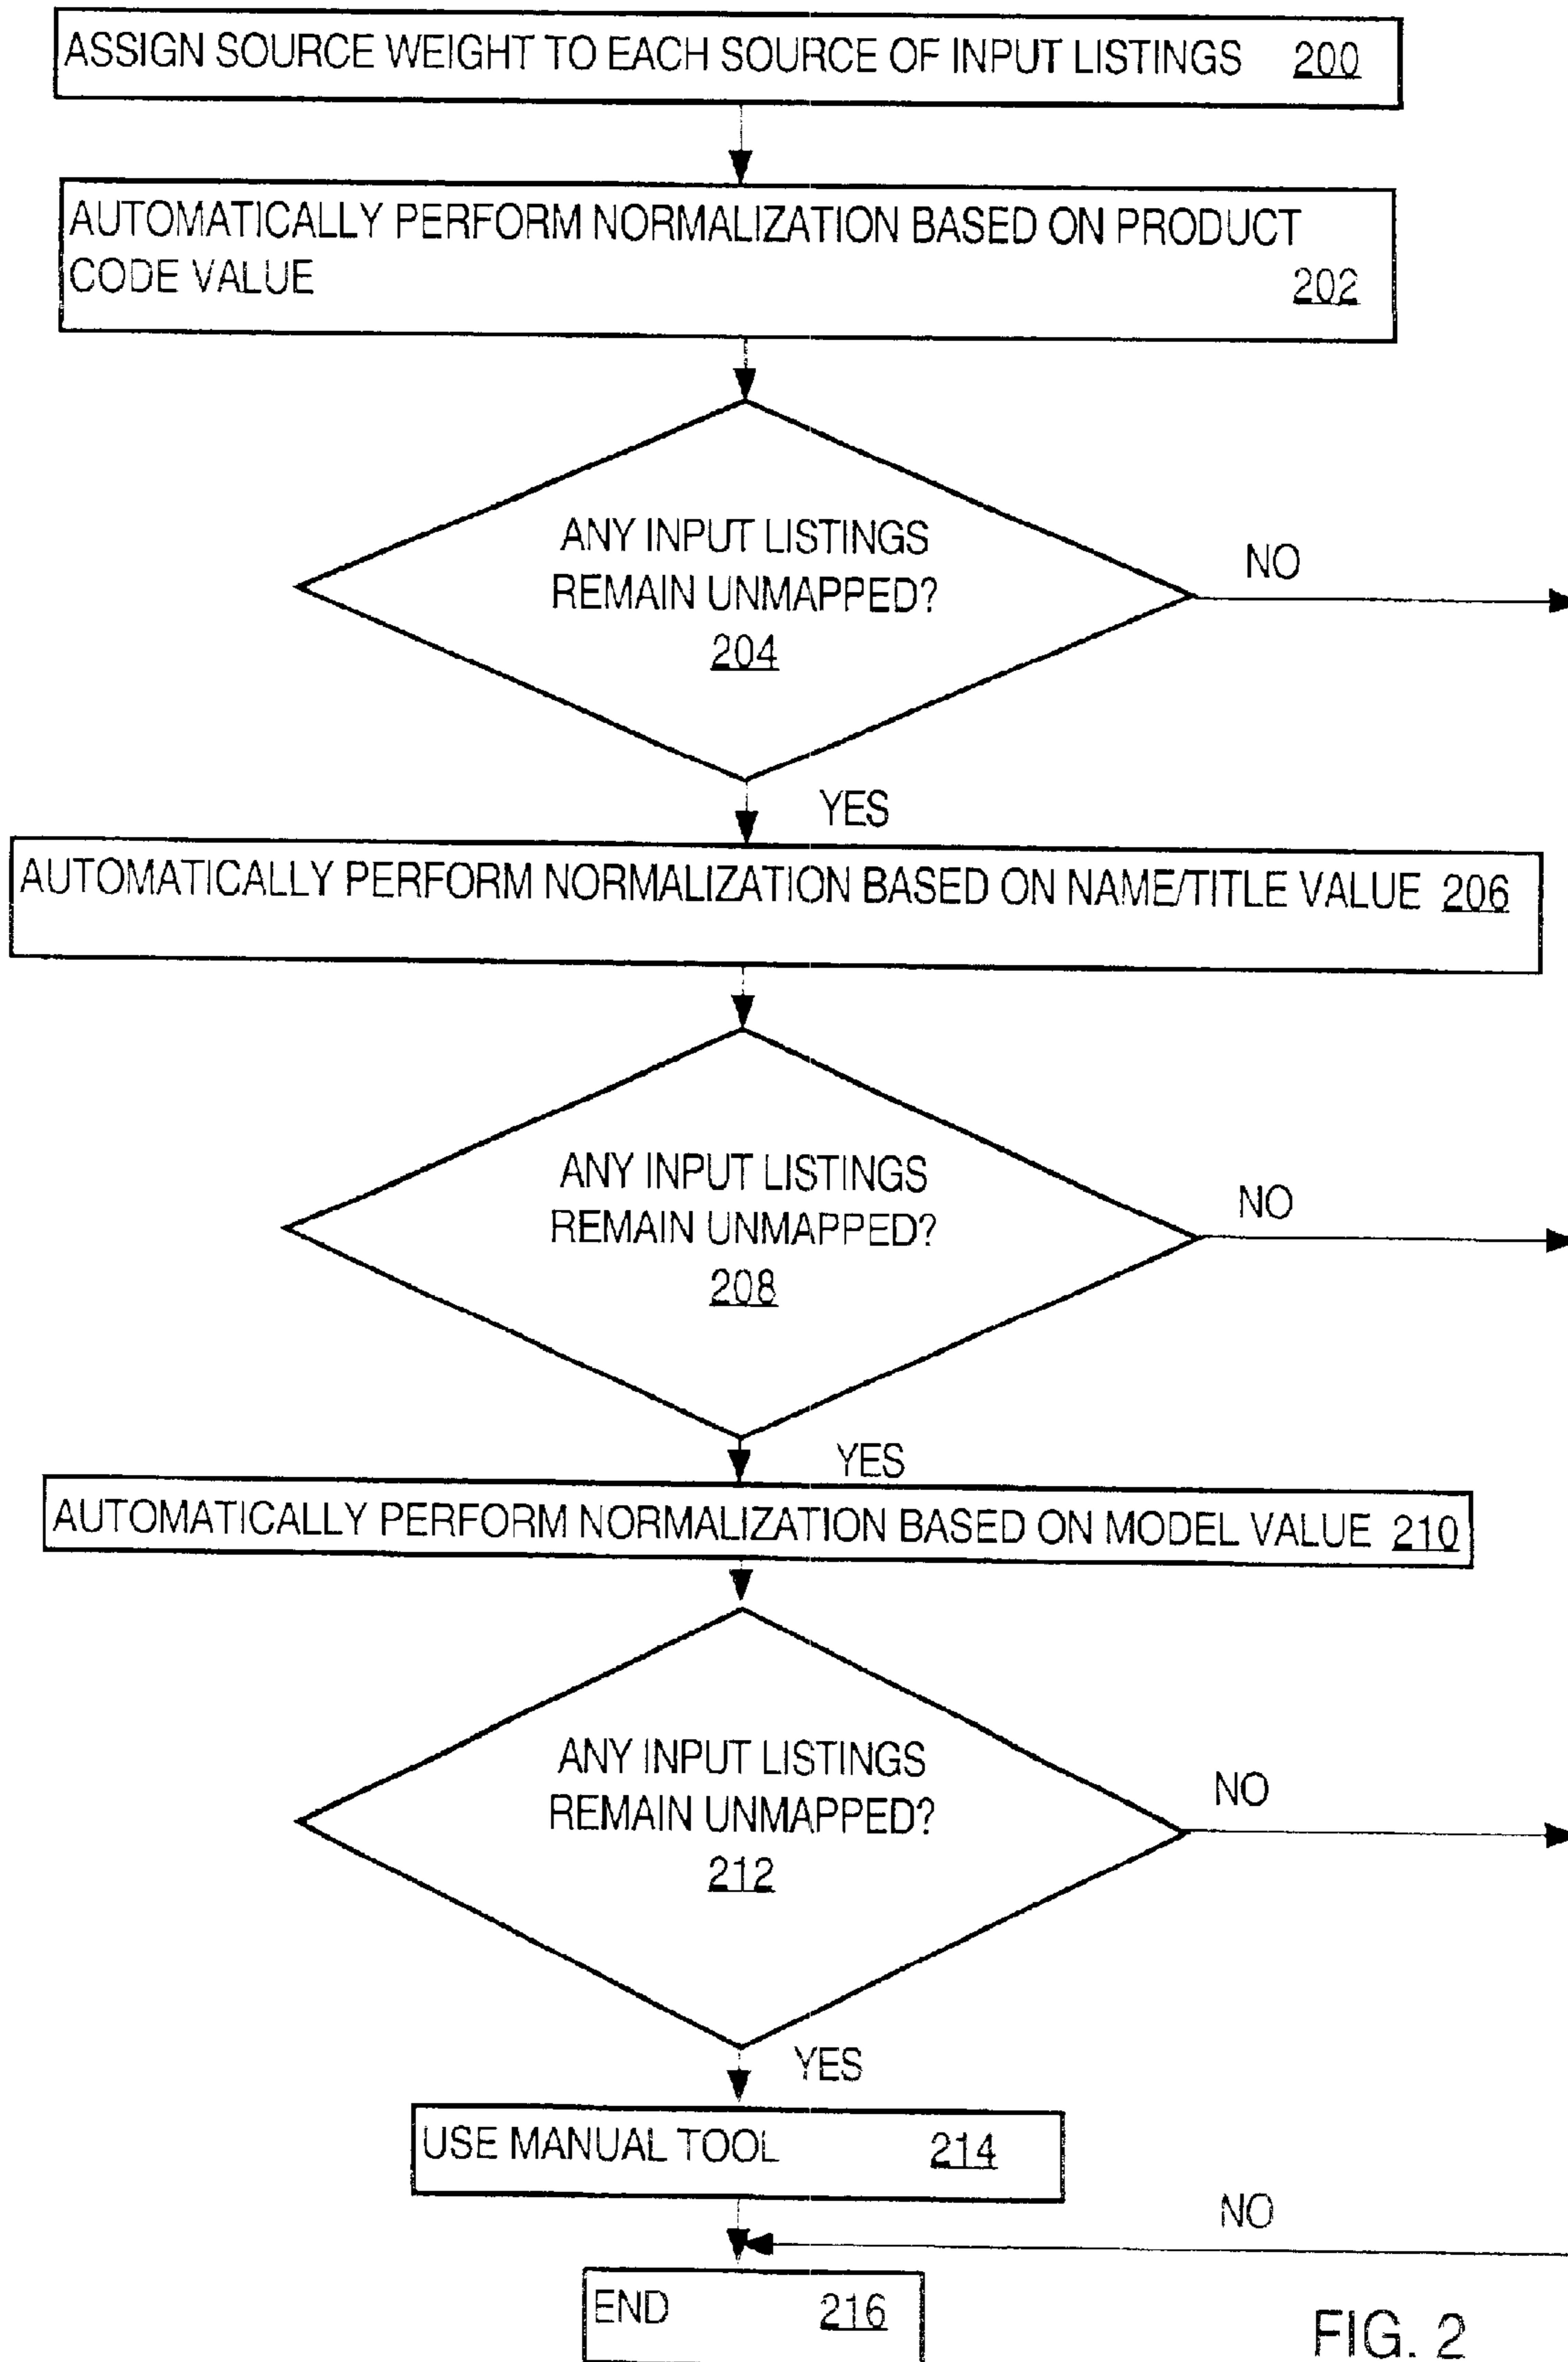 ASSIGN SOURCE WEIGHT TO EACH SOURCE OF INPUT LISTINGS 200
AUTOMATICALLY PERFORM NORMALIZATION BASED ON PRODUCT
CODE VALUE 202
ANY INPUT LISTINGS
REMAIN UNMAPPED?
204
NO
YES
AUTOMATICALLY PERFORM NORMALIZATION BASED ON NAME/TITLE VALUE 206
ANY INPUT LISTINGS
REMAIN UNMAPPED?
208
NO
YES
AUTOMATICALLY PERFORM NORMALIZATION BASED ON MODEL VALUE 210
ANY INPUT LISTINGS
REMAIN UNMAPPED?
212
NO
YES
USE MANUAL TOOL 214
NO
END 216
FIG. 2